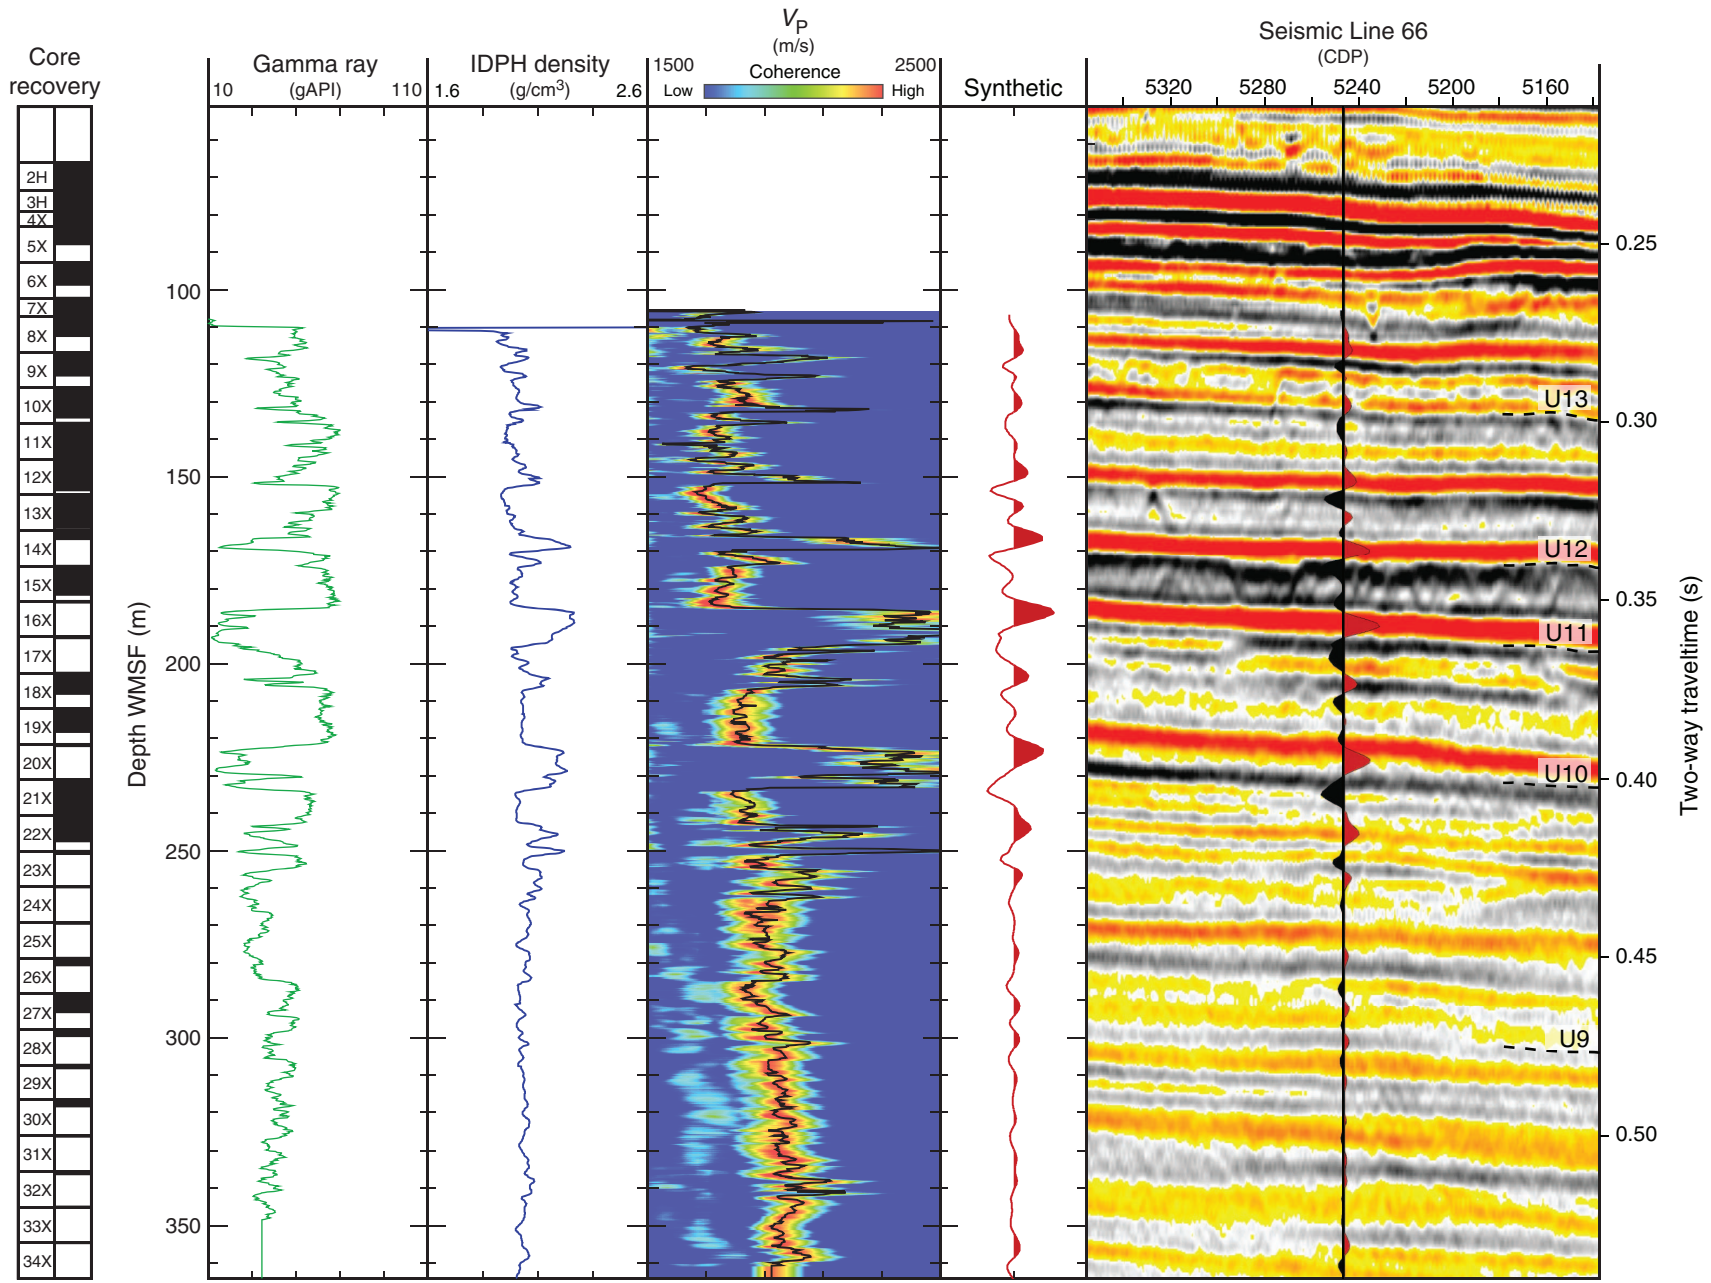 Core
recovery
Gamma ray
10 (gAPI) 110
IDPH density
1.6 (g/cm3) 2.6
VP
(m/s)
1500 2500
Coherence
Low High
Synthetic
Seismic Line 66
(CDP)
5320 5280 5240 5200 5160
2H
3H
4X
5X
6X
7X
8X
9X
10X
11X
12X
13X
14X
15X
16X
17X
18X
19X
20X
21X
22X
23X
24X
25X
26X
27X
28X
29X
30X
31X
32X
33X
34X
Depth WMSF (m)
100
150
200
250
300
350
U13
U12
U11
U10
U9
0.25
0.30
0.35
0.40
0.45
0.50
Two-way traveltime (s)